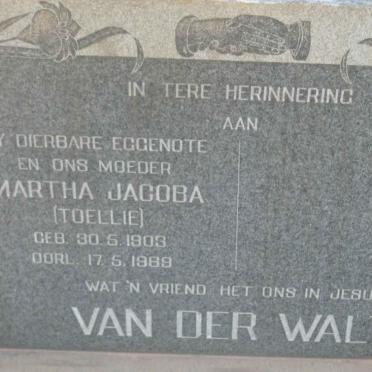 IN TERE HERINNERING
AAN
Y DIERBARE EGGENOTE
EN ONS MOEDER
MARTHA JACOBA
(TOELLIE)
GEB. 30.5.1903
OORL. 17.5.1989
WAT 'N VRIEND HET ONS IN JESU
VAN DER WAL